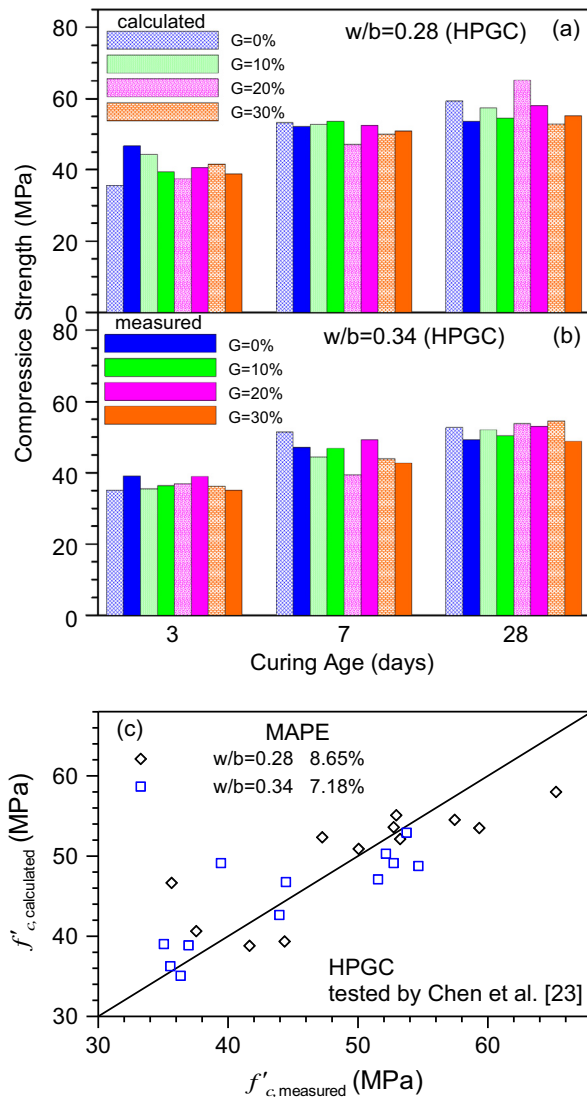 calculated
w/b=0.28 (HPGC)
(a)
G=0%
G=10%
G=20%
G=30%
80
60
40
20
0
Compressice Strength (MPa)
measured
w/b=0.34 (HPGC)
(b)
G=0%
G=10%
G=20%
G=30%
80
60
40
20
0
3 7 28
Curing Age (days)
(c)
MAPE
w/b=0.28 8.65%
w/b=0.34 7.18%
60
50
40
30
f′c,calculated (MPa)
HPGC
tested by Chen et al. [23]
30 40 50 60
f′c,measured (MPa)